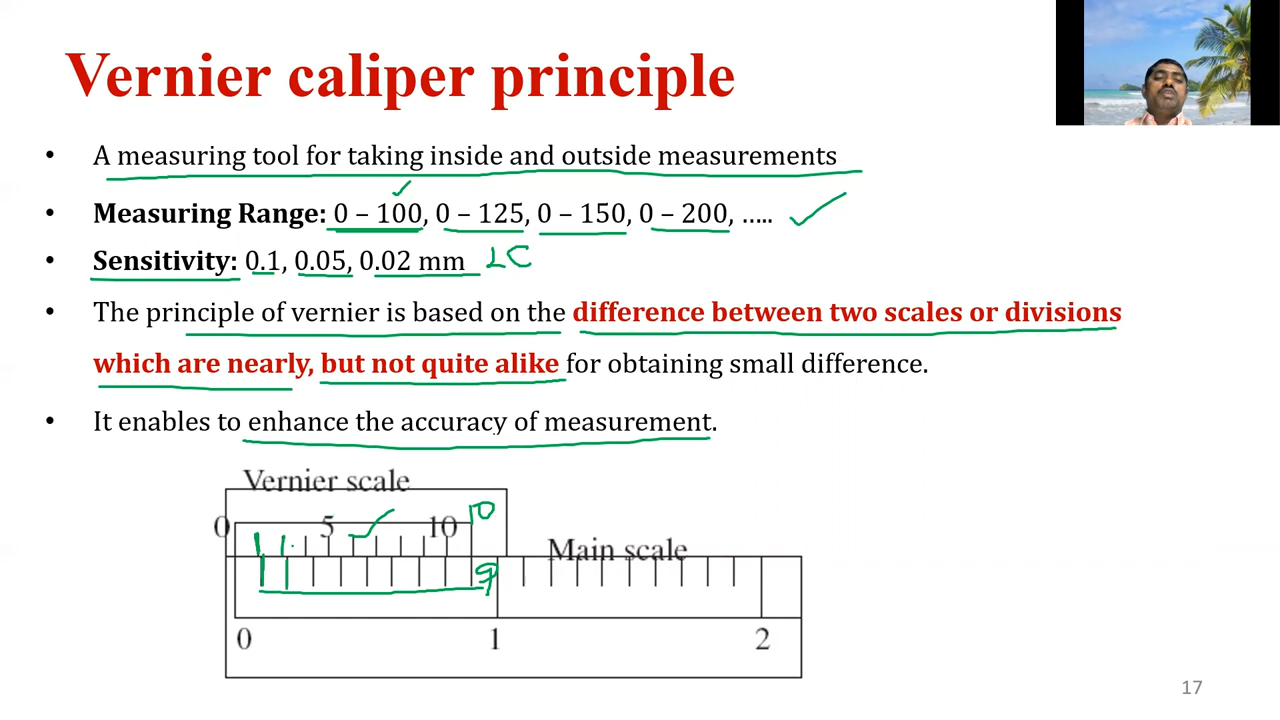 Vernier caliper principle
• A measuring tool for taking inside and outside measurements
• Measuring Range: 0 – 100, 0 – 125, 0 – 150, 0 – 200, …..
• Sensitivity: 0.1, 0.05, 0.02 mm LC
• The principle of vernier is based on the difference between two scales or divisions
which are nearly, but not quite alike for obtaining small difference.
• It enables to enhance the accuracy of measurement.
Vernier scale
0 5 10 10
Main scale
9
0 1 2
17